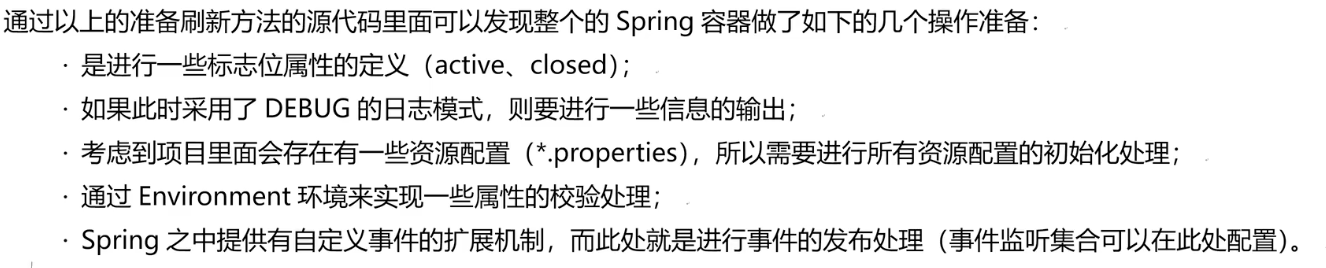 通过以上的准备刷新方法的源代码里面可以发现整个的 Spring 容器做了如下的几个操作准备：
· 是进行一些标志位属性的定义（active、closed）；
· 如果此时采用了 DEBUG 的日志模式，则要进行一些信息的输出；
· 考虑到项目里面会存在有一些资源配置（*.properties），所以需要进行所有资源配置的初始化处理；
· 通过 Environment 环境来实现一些属性的校验处理；
· Spring 之中提供有自定义事件的扩展机制，而此处就是进行事件的发布处理（事件监听集合可以在此处配置）。